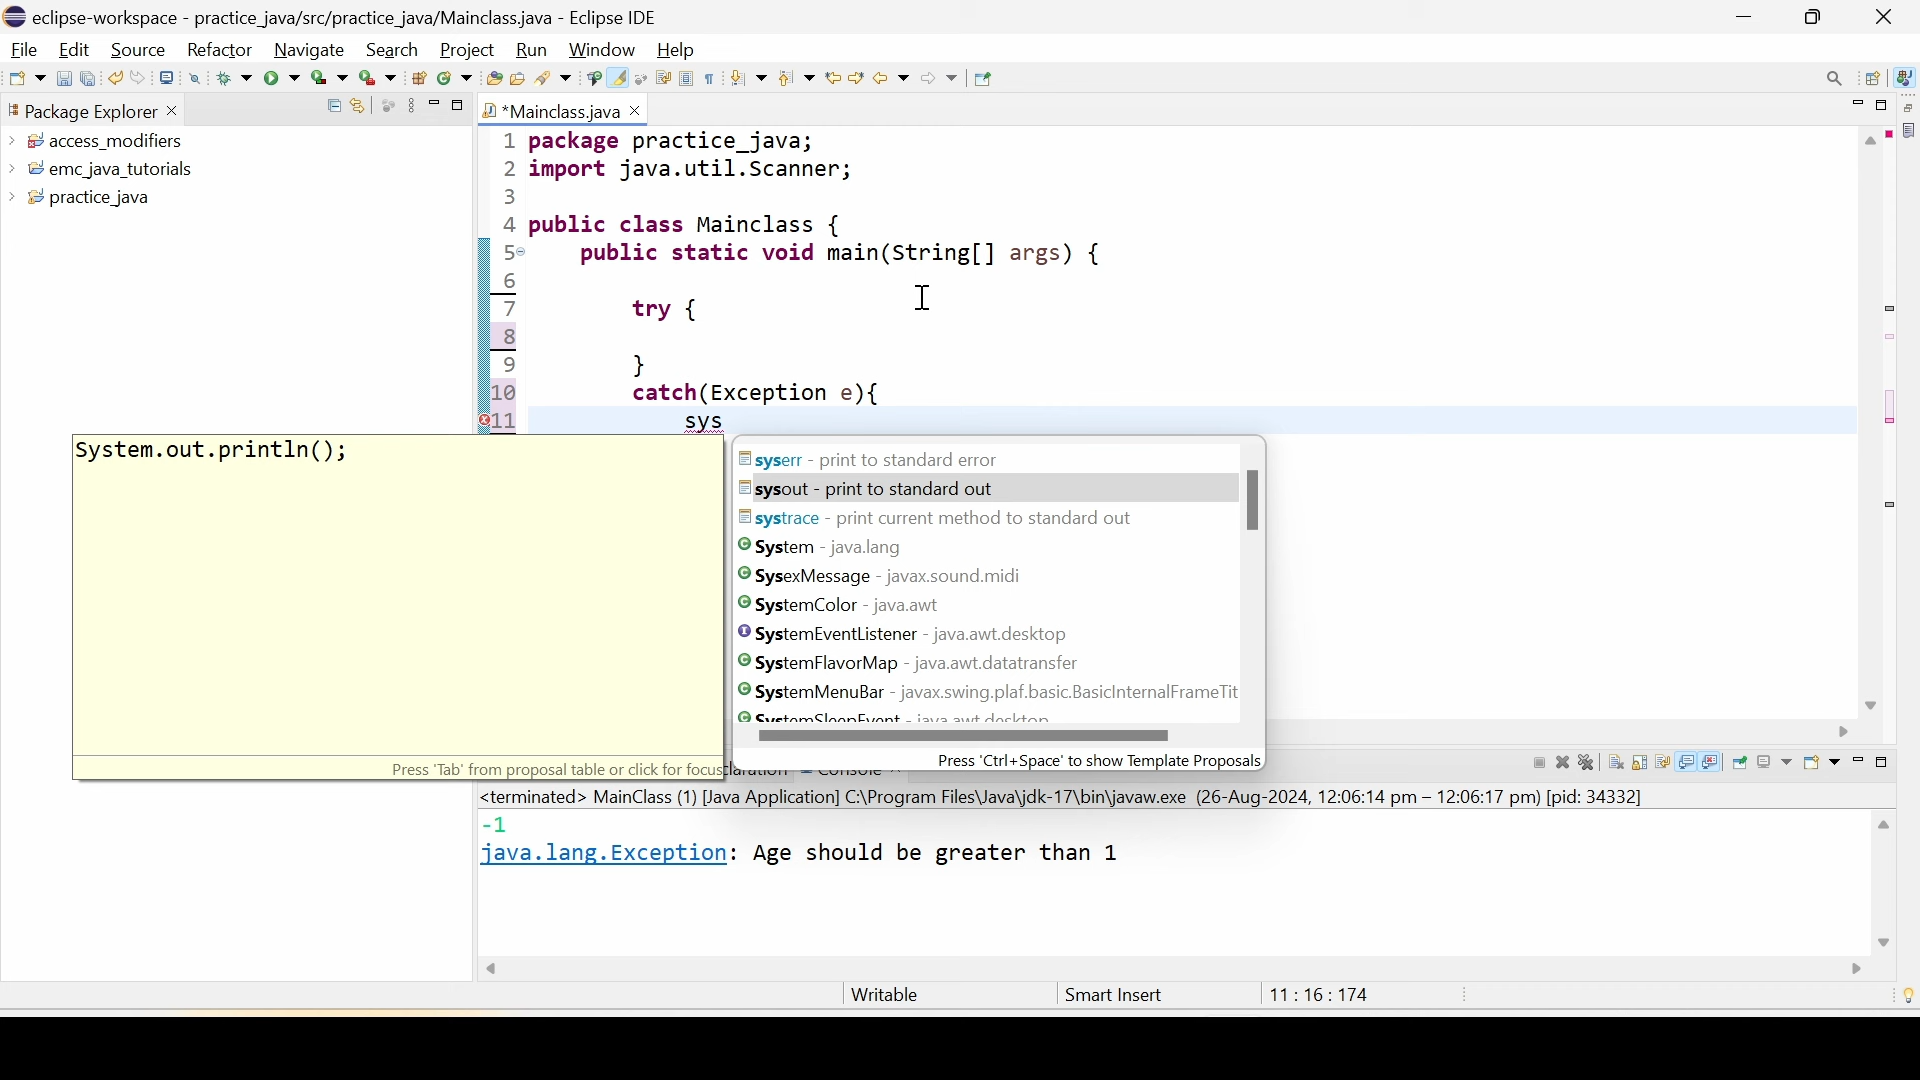 eclipse-workspace - practice_java/src/practice_java/Mainclass.java - Eclipse IDE
File Edit Source Refactor Navigate Search Project Run Window Help
Package Explorer
*Mainclass.java
access_modifiers
emc_java_tutorials
practice_java
1 package practice_java;
2 import java.util.Scanner;
3
4 public class Mainclass {
5 public static void main(String[] args) {
6
7 try {
8
9 }
10 catch(Exception e){
11 sys
System.out.println();
Press 'Tab' from proposal table or click for focus
syserr - print to standard error
sysout - print to standard out
systrace - print current method to standard out
System - java.lang
SysexMessage - javax.sound.midi
SystemColor - java.awt
SystemEventListener - java.awt.desktop
SystemFlavorMap - java.awt.datatransfer
SystemMenuBar - javax.swing.plaf.basic.BasicInternalFrameTit
SystemSleepEvent - java.awt.desktop
Press 'Ctrl+Space' to show Template Proposals
<terminated> MainClass (1) [Java Application] C:\Program Files\Java\jdk-17\bin\javaw.exe (26-Aug-2024, 12:06:14 pm – 12:06:17 pm) [pid: 34332]
-1
java.lang.Exception: Age should be greater than 1
Writable Smart Insert 11 : 16 : 174